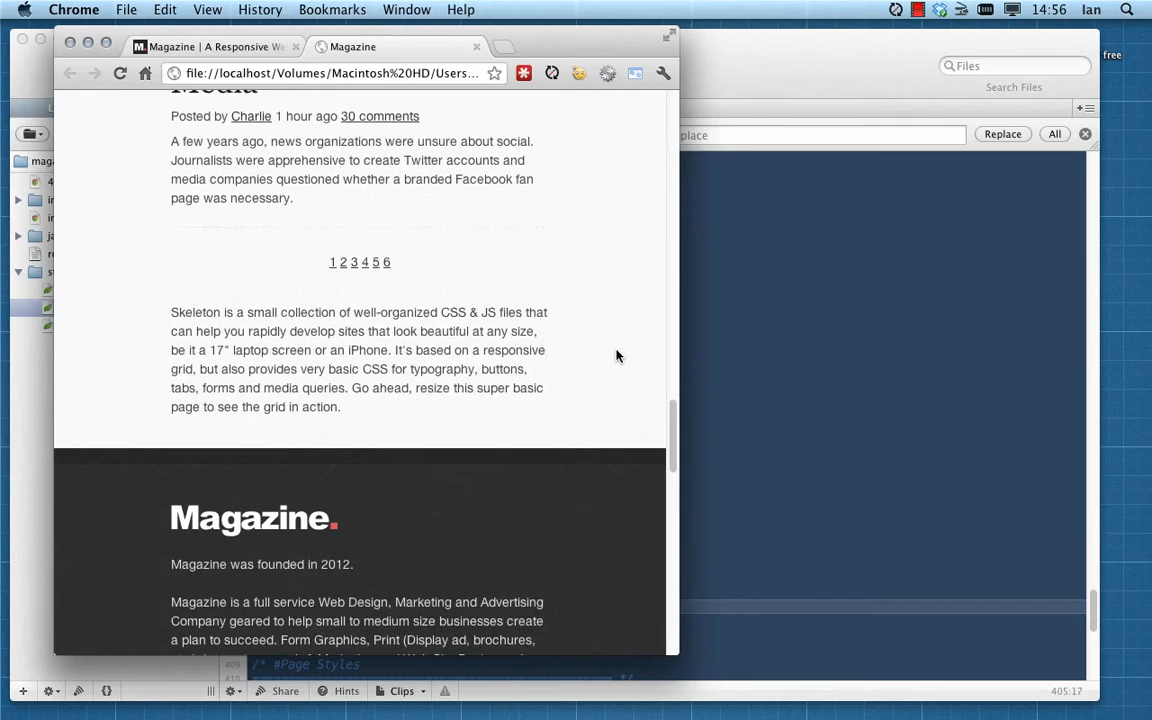 Chrome File Edit View History Bookmarks Window Help 14:56 Ian
free
Magazine | A Responsive We
Magazine
Files
file://localhost/Volumes/Macintosh%20HD/Users...
Search Files
place
Replace
All
maga
Media
Posted by Charlie 1 hour ago 30 comments
A few years ago, news organizations were unsure about social.
Journalists were apprehensive to create Twitter accounts and
media companies questioned whether a branded Facebook fan
page was necessary.
1 2 3 4 5 6
Skeleton is a small collection of well-organized CSS & JS files that
can help you rapidly develop sites that look beautiful at any size,
be it a 17" laptop screen or an iPhone. It's based on a responsive
grid, but also provides very basic CSS for typography, buttons,
tabs, forms and media queries. Go ahead, resize this super basic
page to see the grid in action.
Magazine.
Magazine was founded in 2012.
Magazine is a full service Web Design, Marketing and Advertising
Company geared to help small to medium size businesses create
a plan to succeed. Form Graphics, Print (Display ad, brochures,
409 /* #Page Styles
410 */
Share Hints Clips 405:17